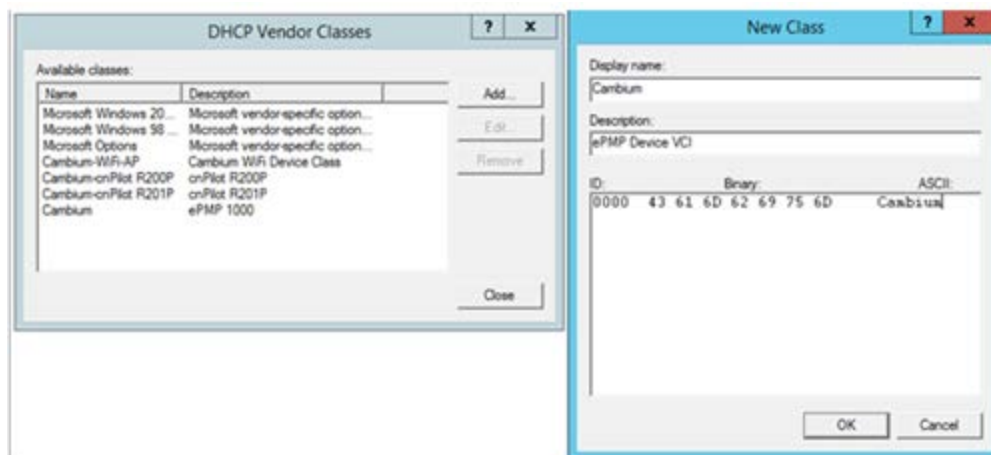 DHCP Vendor Classes
? x
Available classes:
Name Description
Microsoft Windows 20... Microsoft vendor-specific option...
Microsoft Windows 98 ... Microsoft vendor-specific option...
Microsoft Options Microsoft vendor-specific option...
Cambium-WiFi-AP Cambium WiFi Device Class
Cambium-cnPilot R200P cnPilot R200P
Cambium-cnPilot R201P cnPilot R201P
Cambium ePMP 1000
Add...
Edit...
Remove
Close
New Class
? x
Display name:
Cambium
Description:
ePMP Device VCI
ID: Binary: ASCII:
0000 43 61 6D 62 69 75 6D Cambium
OK Cancel